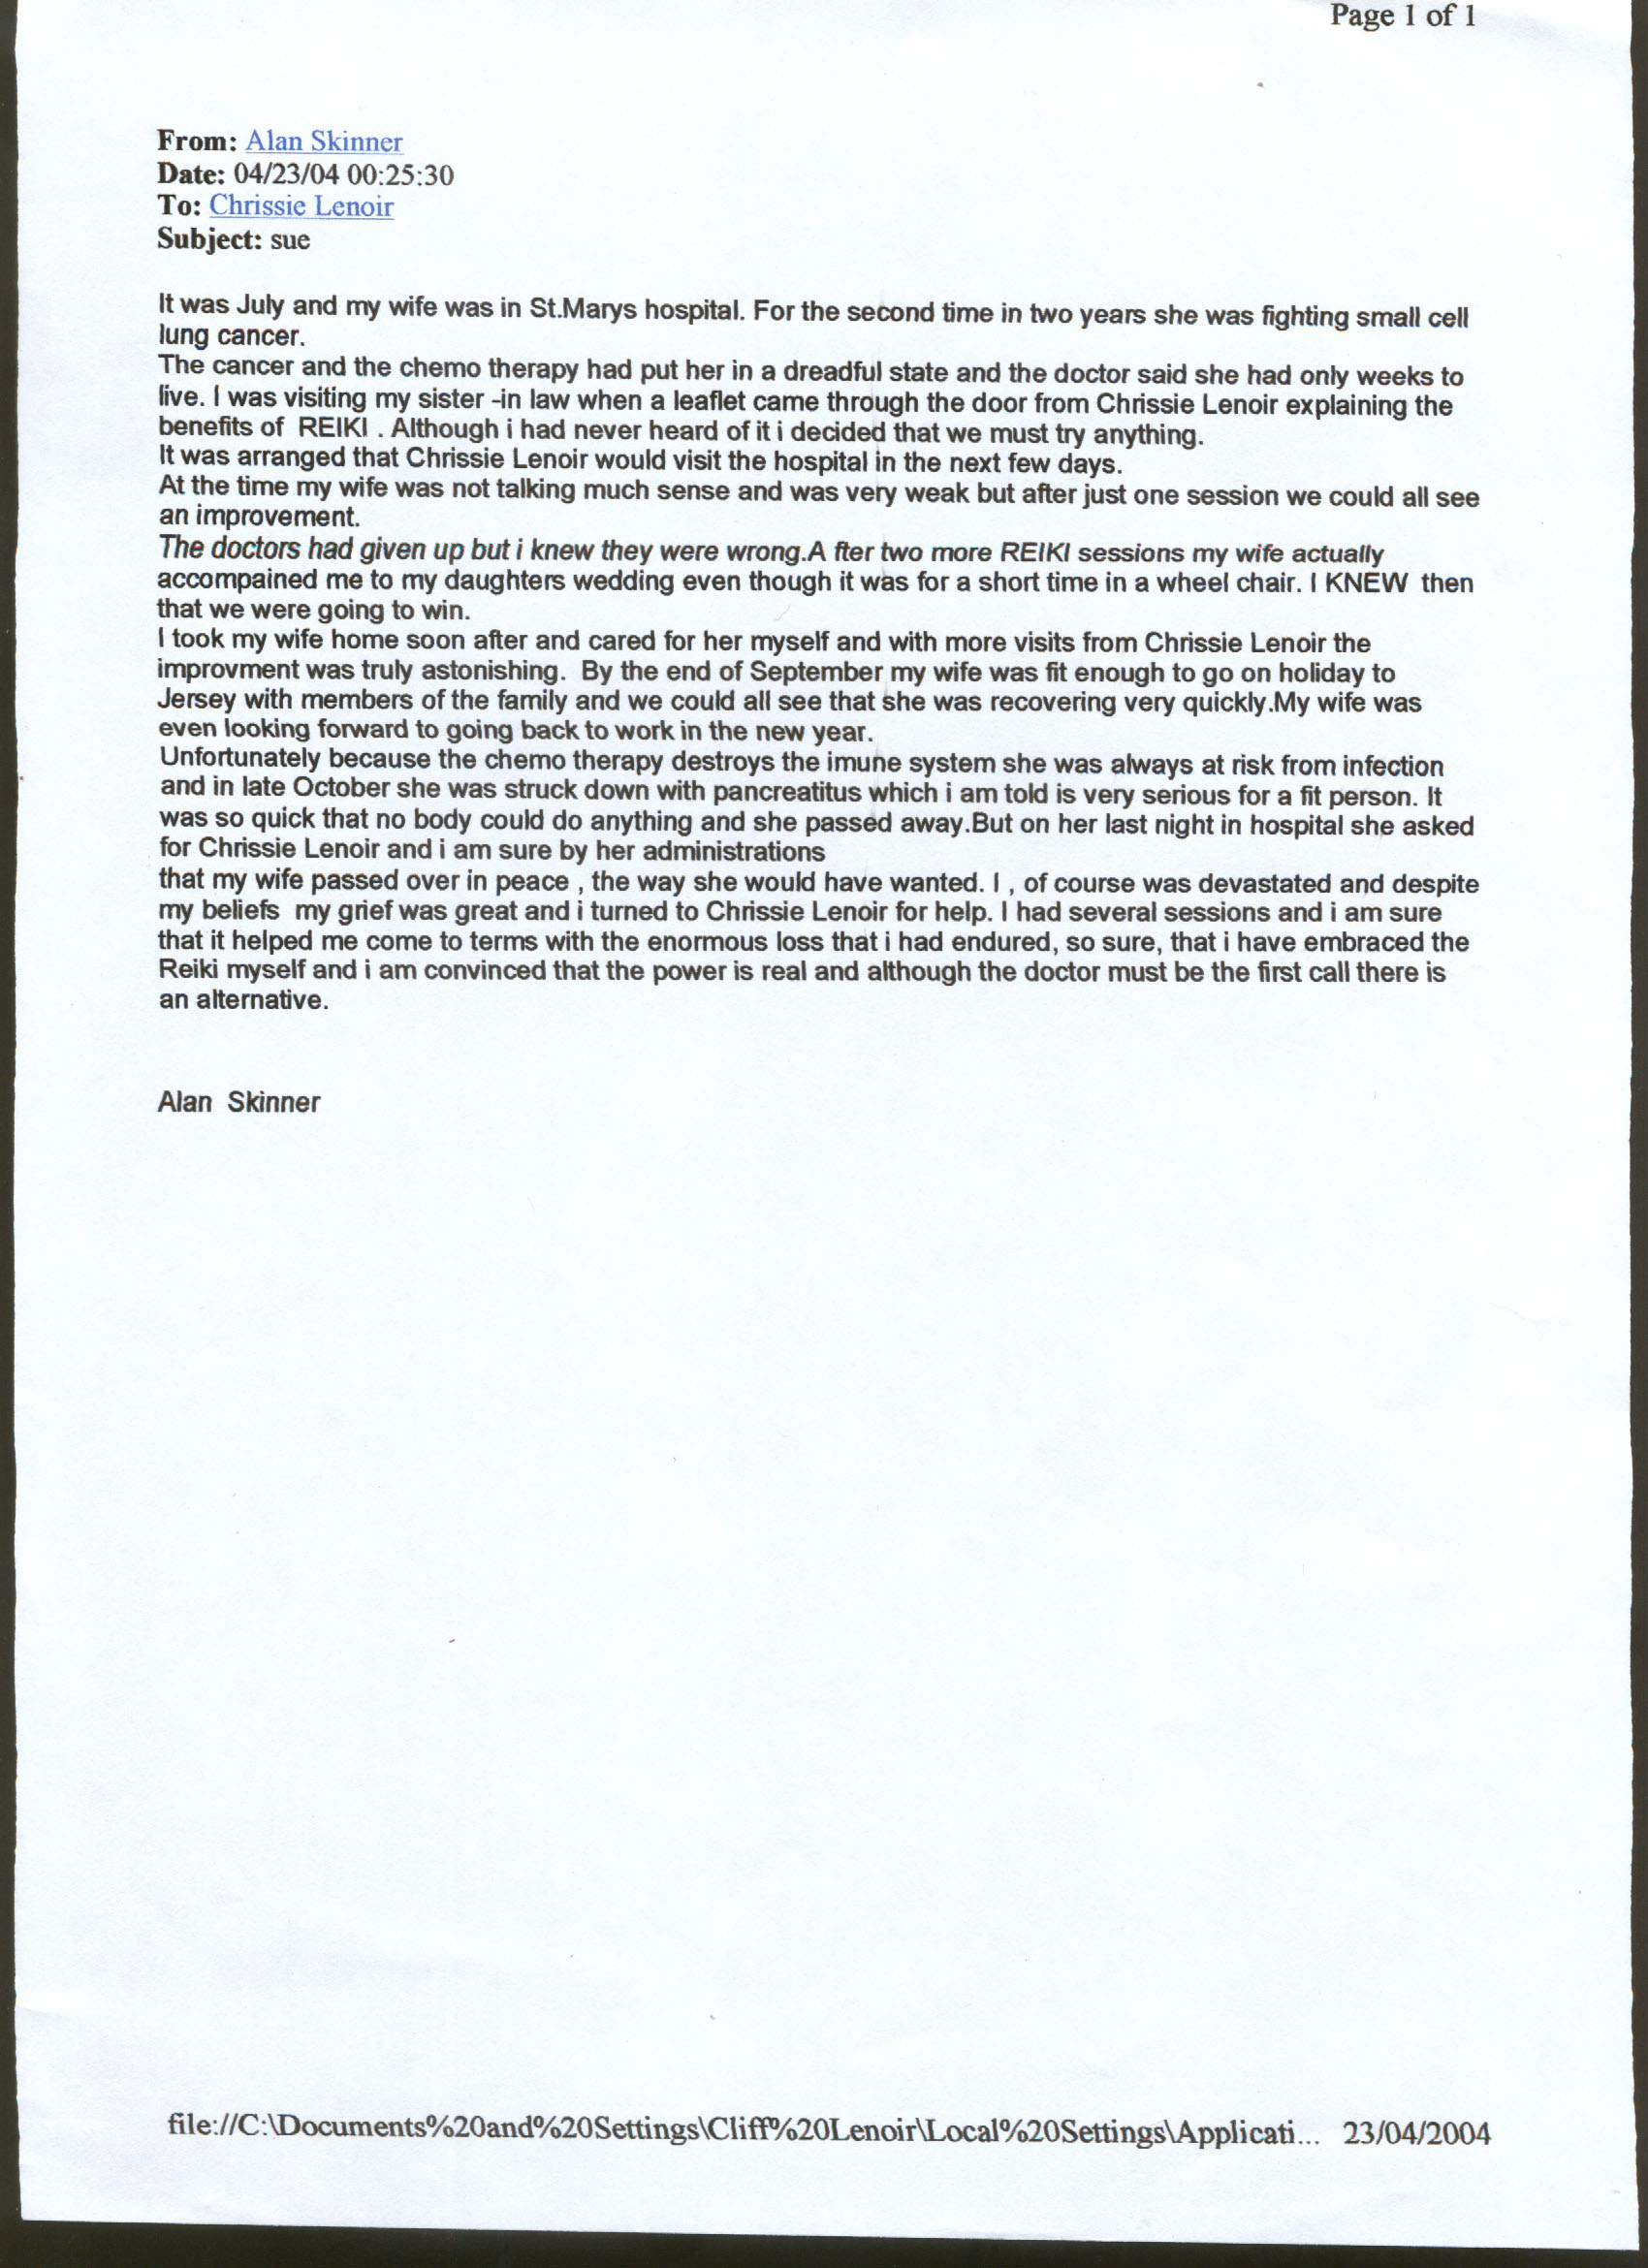 Page 1 of 1
From: Alan Skinner
Date: 04/23/04 00:25:30
To: Chrissie Lenoir
Subject: sue
It was July and my wife was in St.Marys hospital. For the second time in two years she was fighting small cell
lung cancer.
The cancer and the chemo therapy had put her in a dreadful state and the doctor said she had only weeks to
live. I was visiting my sister -in law when a leaflet came through the door from Chrissie Lenoir explaining the
benefits of REIKI . Although i had never heard of it i decided that we must try anything.
It was arranged that Chrissie Lenoir would visit the hospital in the next few days.
At the time my wife was not talking much sense and was very weak but after just one session we could all see
an improvement.
The doctors had given up but i knew they were wrong.A fter two more REIKI sessions my wife actually
accompained me to my daughters wedding even though it was for a short time in a wheel chair. I KNEW then
that we were going to win.
I took my wife home soon after and cared for her myself and with more visits from Chrissie Lenoir the
improvment was truly astonishing. By the end of September my wife was fit enough to go on holiday to
Jersey with members of the family and we could all see that she was recovering very quickly.My wife was
even looking forward to going back to work in the new year.
Unfortunately because the chemo therapy destroys the imune system she was always at risk from infection
and in late October she was struck down with pancreatitus which i am told is very serious for a fit person. It
was so quick that no body could do anything and she passed away.But on her last night in hospital she asked
for Chrissie Lenoir and i am sure by her administrations
that my wife passed over in peace , the way she would have wanted. I , of course was devastated and despite
my beliefs my grief was great and i turned to Chrissie Lenoir for help. I had several sessions and i am sure
that it helped me come to terms with the enormous loss that i had endured, so sure, that i have embraced the
Reiki myself and i am convinced that the power is real and although the doctor must be the first call there is
an alternative.
Alan Skinner
file://C:\Documents%20and%20Settings\Cliff%20Lenoir\Local%20Settings\Applicati... 23/04/2004